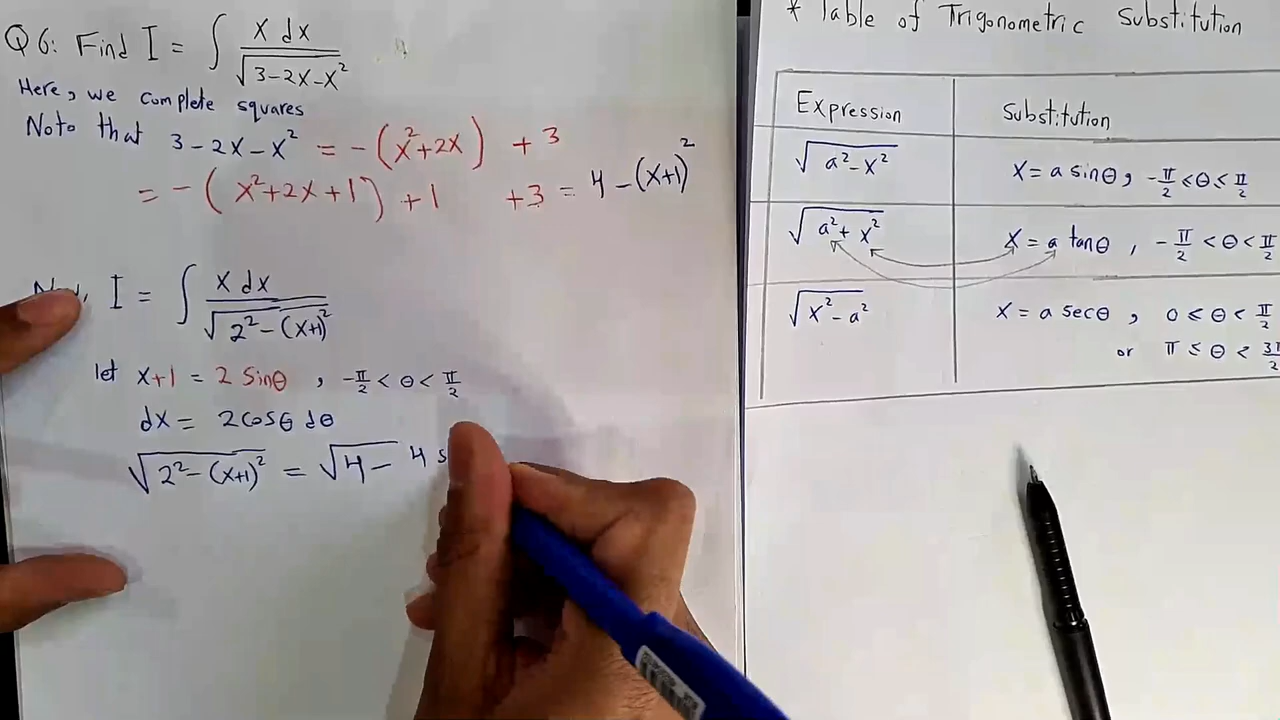 Q6: Find I = ∫ x dx / √(3-2x-x²)
Here, we complete squares
Note that 3-2x-x² = -(x²+2x) + 3
= -(x²+2x+1) + 1 +3 = 4-(x+1)²
I = ∫ x dx / √(2²-(x+1)²)
let x+1 = 2 sinθ , -π/2 < θ < π/2
dx = 2cosθ dθ
√(2²-(x+1)²) = √4- 4 s
* Table of Trigonometric Substitution
Expression Substitution
√(a²-x²) x = a sinθ, -π/2 ≤ θ ≤ π/2
√(a²+x²) x = a tanθ , -π/2 < θ < π/2
√(x²-a²) x = a secθ , 0 ≤ θ < π/2
or π ≤ θ < 3π/2